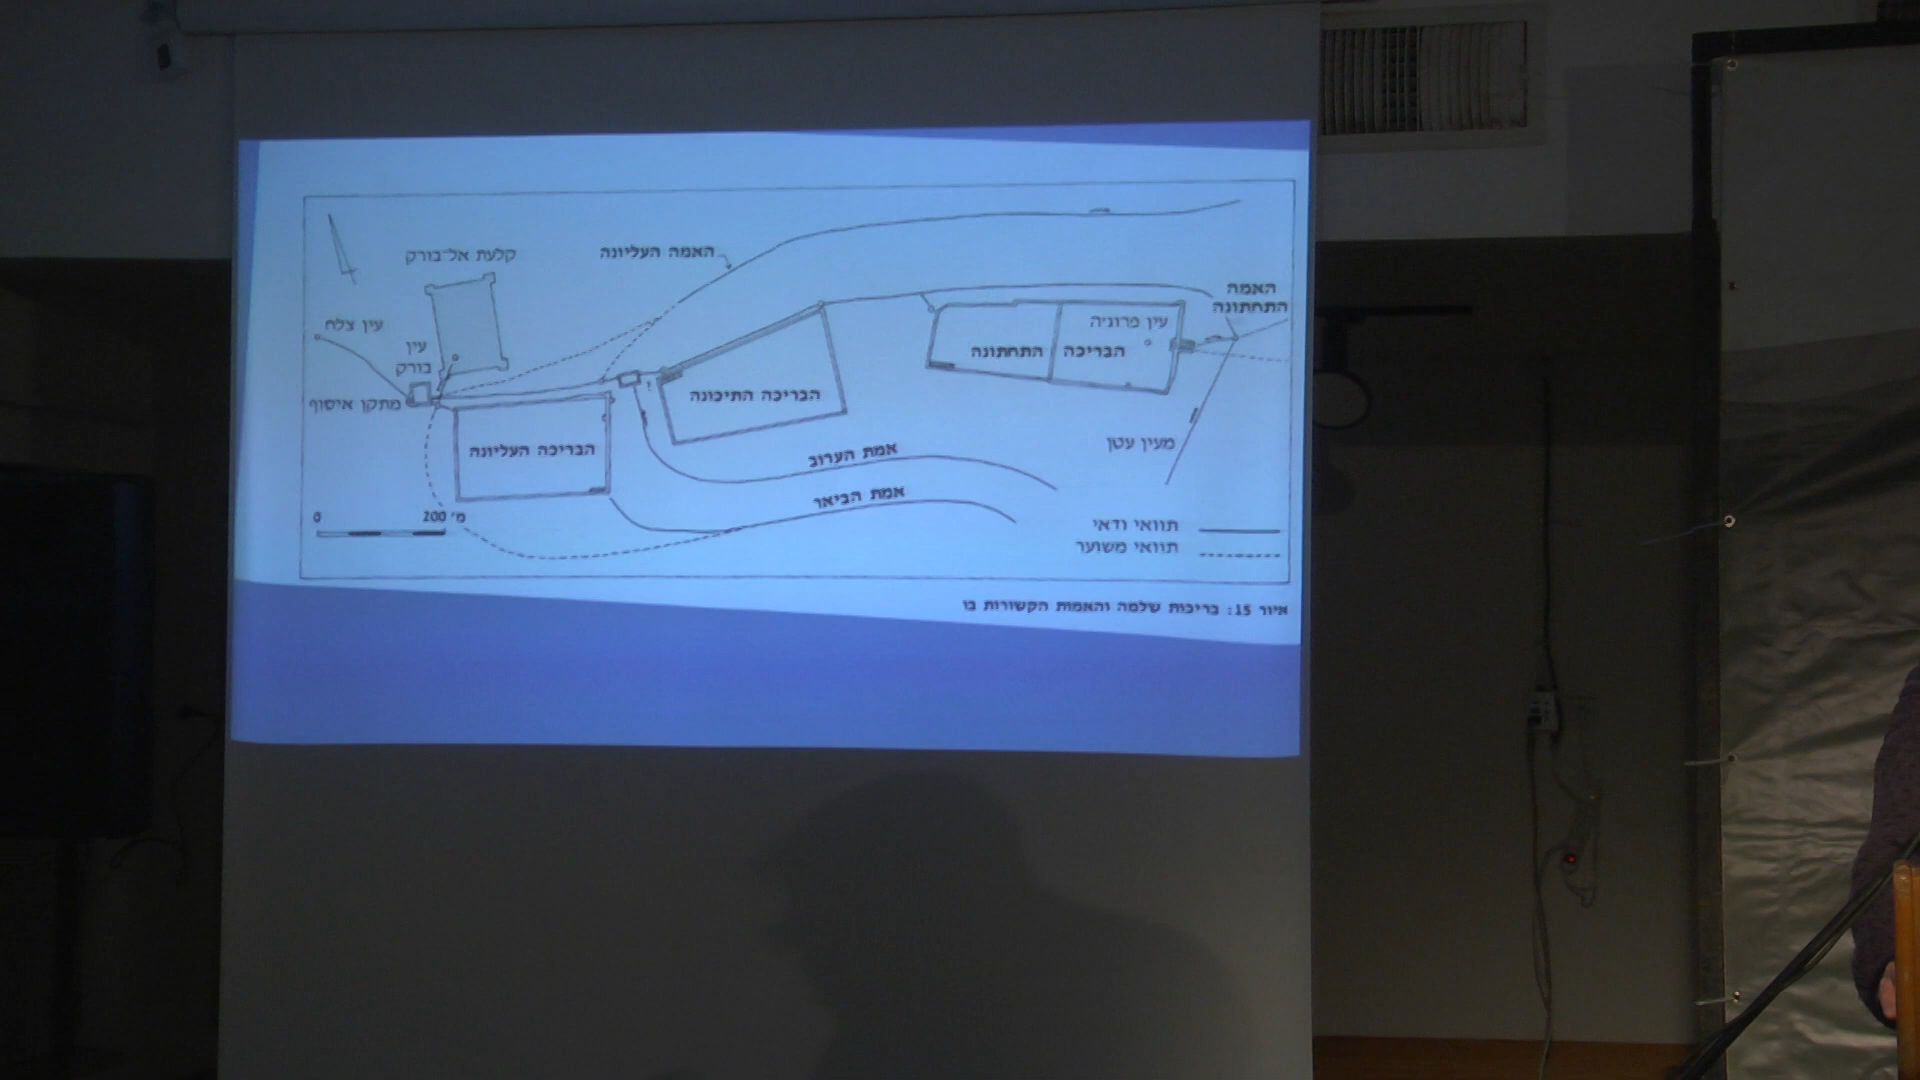 קלעת אל-בורק
האמה העליונה
האמה
התחתונה
עין צלח
עין
בורק
מתקן איסוף
עין פרוג'ה
הבריכה התחתונה
הבריכה התיכונה
הבריכה העליונה
מעין עטן
אמת הערוב
אמת הביאר
0 200 מ'
תוואי ודאי
תוואי משוער
איור 15: בריכות שלמה והאמות הקשורות בו